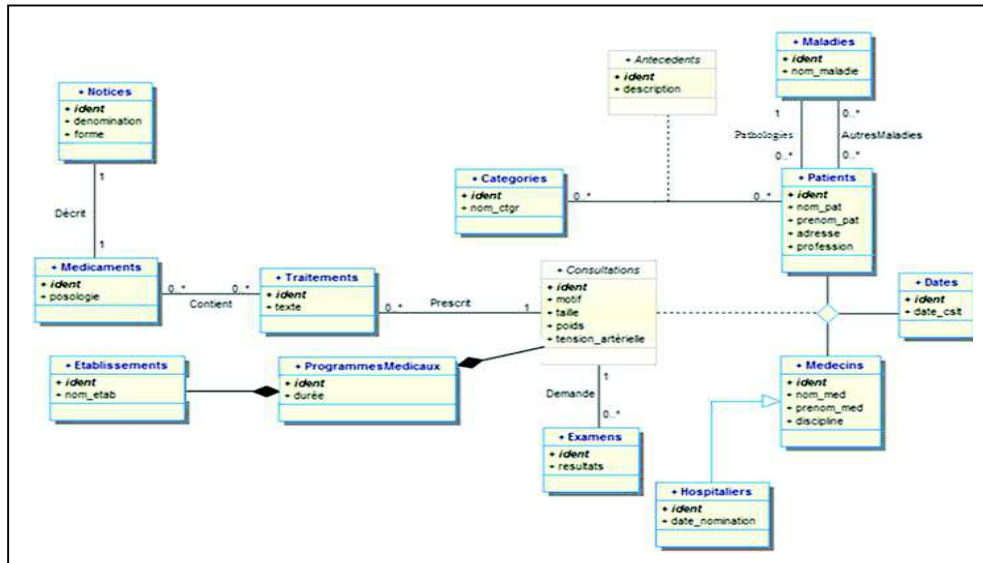 + Maladies
+ ident
+ nom_maladie
+ Antecedents
+ ident
+ description
+ Notices
+ ident
+ denomination
+ forme
1
0..*
Pathologies
AutresMaladies
0..*
0..*
+ Categories
+ ident
+ nom_ctgr
0..*
0..*
+ Patients
+ ident
+ nom_pat
+ prenom_pat
+ adresse
+ profession
1
Décrit
1
+ Medicaments
+ ident
+ posologie
0..*
0..*
Contient
+ Traitements
+ ident
+ texte
0..*
Prescrit
1
+ Consultations
+ ident
+ motif
+ taille
+ poids
+ tension_artérielle
+ Dates
+ ident
+ date_cslt
+ Etablissements
+ ident
+ nom_etab
+ ProgrammesMedicaux
+ ident
+ durée
1
Demande
0..*
+ Medecins
+ ident
+ nom_med
+ prenom_med
+ discipline
+ Examens
+ ident
+ resultats
+ Hospitaliers
+ ident
+ date_nomination